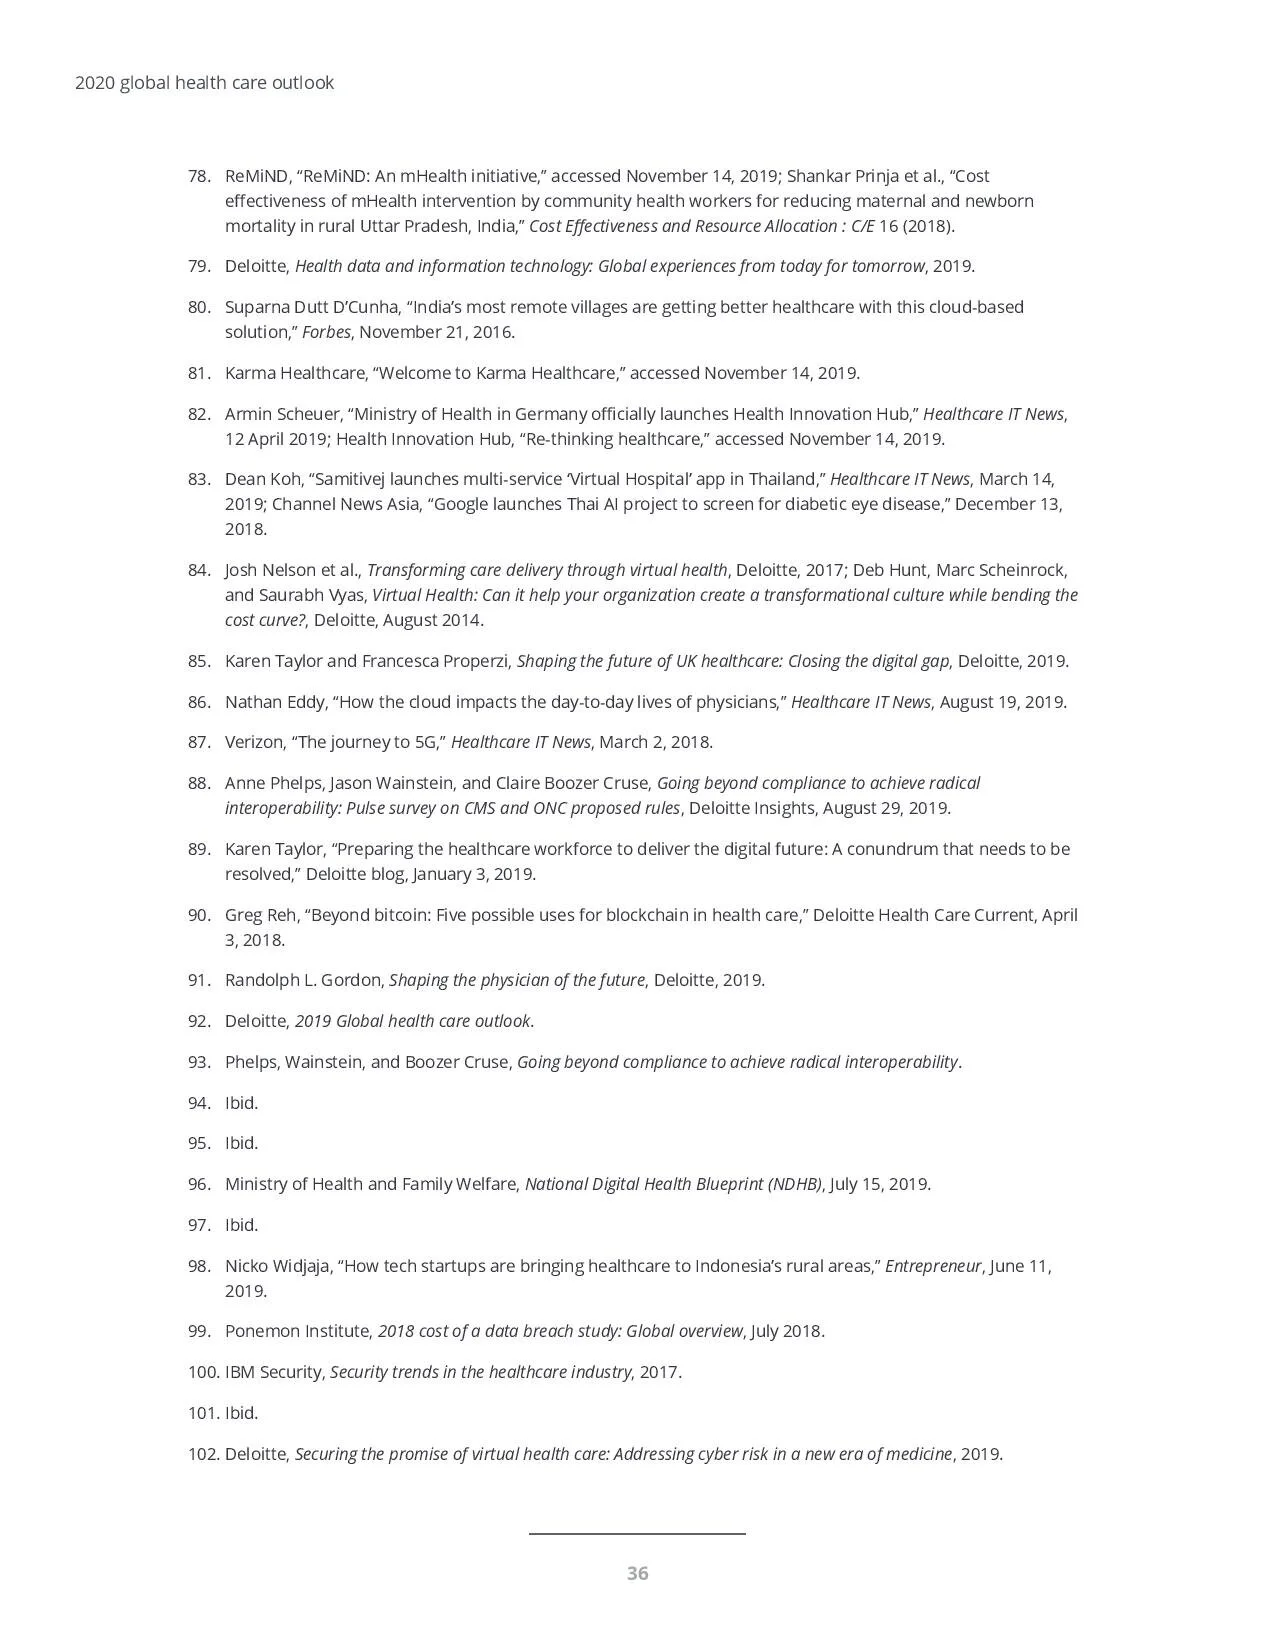 2020 global health care outlook
78. ReMiND, “ReMiND: An mHealth initiative,” accessed November 14, 2019; Shankar Prinja et al., “Cost
effectiveness of mHealth intervention by community health workers for reducing maternal and newborn
mortality in rural Uttar Pradesh, India,” Cost Effectiveness and Resource Allocation : C/E 16 (2018).
79. Deloitte, Health data and information technology: Global experiences from today for tomorrow, 2019.
80. Suparna Dutt D’Cunha, “India’s most remote villages are getting better healthcare with this cloud-based
solution,” Forbes, November 21, 2016.
81. Karma Healthcare, “Welcome to Karma Healthcare,” accessed November 14, 2019.
82. Armin Scheuer, “Ministry of Health in Germany officially launches Health Innovation Hub,” Healthcare IT News,
12 April 2019; Health Innovation Hub, “Re-thinking healthcare,” accessed November 14, 2019.
83. Dean Koh, “Samitivej launches multi-service ‘Virtual Hospital’ app in Thailand,” Healthcare IT News, March 14,
2019; Channel News Asia, “Google launches Thai AI project to screen for diabetic eye disease,” December 13,
2018.
84. Josh Nelson et al., Transforming care delivery through virtual health, Deloitte, 2017; Deb Hunt, Marc Scheinrock,
and Saurabh Vyas, Virtual Health: Can it help your organization create a transformational culture while bending the
cost curve?, Deloitte, August 2014.
85. Karen Taylor and Francesca Properzi, Shaping the future of UK healthcare: Closing the digital gap, Deloitte, 2019.
86. Nathan Eddy, “How the cloud impacts the day-to-day lives of physicians,” Healthcare IT News, August 19, 2019.
87. Verizon, “The journey to 5G,” Healthcare IT News, March 2, 2018.
88. Anne Phelps, Jason Wainstein, and Claire Boozer Cruse, Going beyond compliance to achieve radical
interoperability: Pulse survey on CMS and ONC proposed rules, Deloitte Insights, August 29, 2019.
89. Karen Taylor, “Preparing the healthcare workforce to deliver the digital future: A conundrum that needs to be
resolved,” Deloitte blog, January 3, 2019.
90. Greg Reh, “Beyond bitcoin: Five possible uses for blockchain in health care,” Deloitte Health Care Current, April
3, 2018.
91. Randolph L. Gordon, Shaping the physician of the future, Deloitte, 2019.
92. Deloitte, 2019 Global health care outlook.
93. Phelps, Wainstein, and Boozer Cruse, Going beyond compliance to achieve radical interoperability.
94. Ibid.
95. Ibid.
96. Ministry of Health and Family Welfare, National Digital Health Blueprint (NDHB), July 15, 2019.
97. Ibid.
98. Nicko Widjaja, “How tech startups are bringing healthcare to Indonesia’s rural areas,” Entrepreneur, June 11,
2019.
99. Ponemon Institute, 2018 cost of a data breach study: Global overview, July 2018.
100. IBM Security, Security trends in the healthcare industry, 2017.
101. Ibid.
102. Deloitte, Securing the promise of virtual health care: Addressing cyber risk in a new era of medicine, 2019.
36